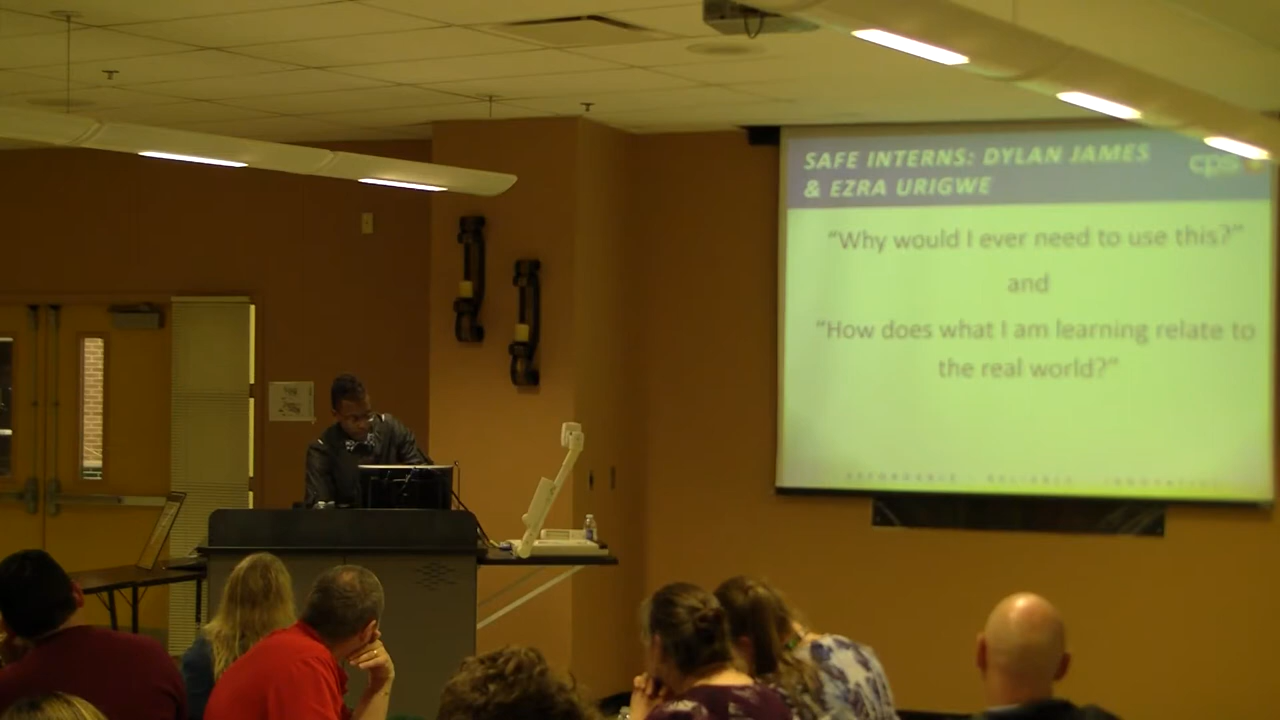 SAFE INTERNS: DYLAN JAMES
& EZRA URIGWE
cps
"Why would I ever need to use this?"
and
"How does what I am learning relate to
the real world?"